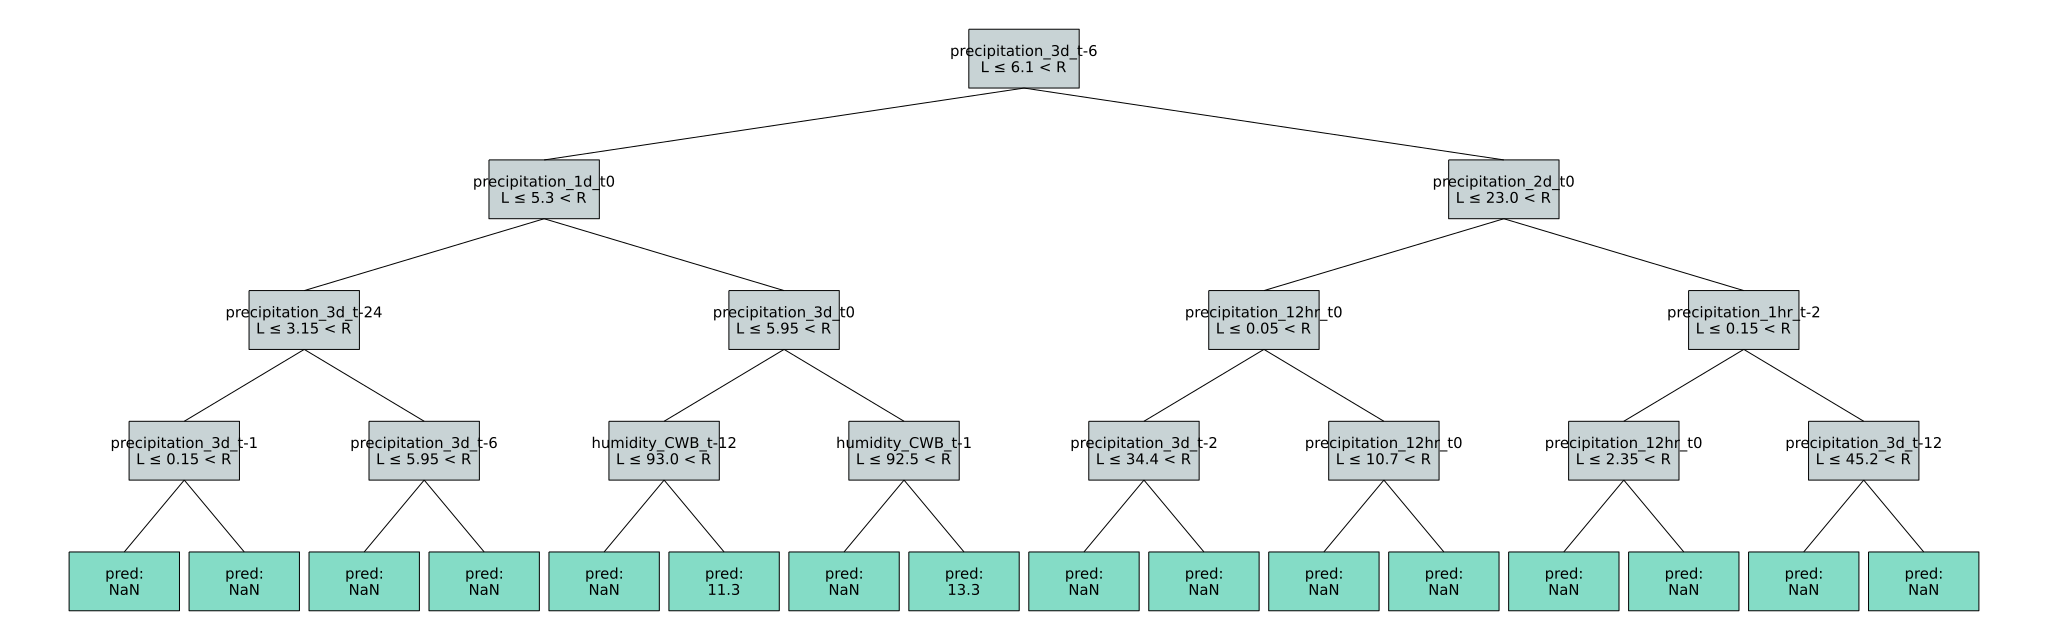 precipitation_3d_t-6
L ≤ 6.1 < R
precipitation_1d_t0
L ≤ 5.3 < R
precipitation_2d_t0
L ≤ 23.0 < R
precipitation_3d_t-24
L ≤ 3.15 < R
precipitation_3d_t0
L ≤ 5.95 < R
precipitation_12hr_t0
L ≤ 0.05 < R
precipitation_1hr_t-2
L ≤ 0.15 < R
precipitation_3d_t-1
L ≤ 0.15 < R
precipitation_3d_t-6
L ≤ 5.95 < R
humidity_CWB_t-12
L ≤ 93.0 < R
humidity_CWB_t-1
L ≤ 92.5 < R
precipitation_3d_t-2
L ≤ 34.4 < R
precipitation_12hr_t0
L ≤ 10.7 < R
precipitation_12hr_t0
L ≤ 2.35 < R
precipitation_3d_t-12
L ≤ 45.2 < R
pred:
NaN
pred:
NaN
pred:
NaN
pred:
NaN
pred:
NaN
pred:
11.3
pred:
NaN
pred:
13.3
pred:
NaN
pred:
NaN
pred:
NaN
pred:
NaN
pred:
NaN
pred:
NaN
pred:
NaN
pred:
NaN